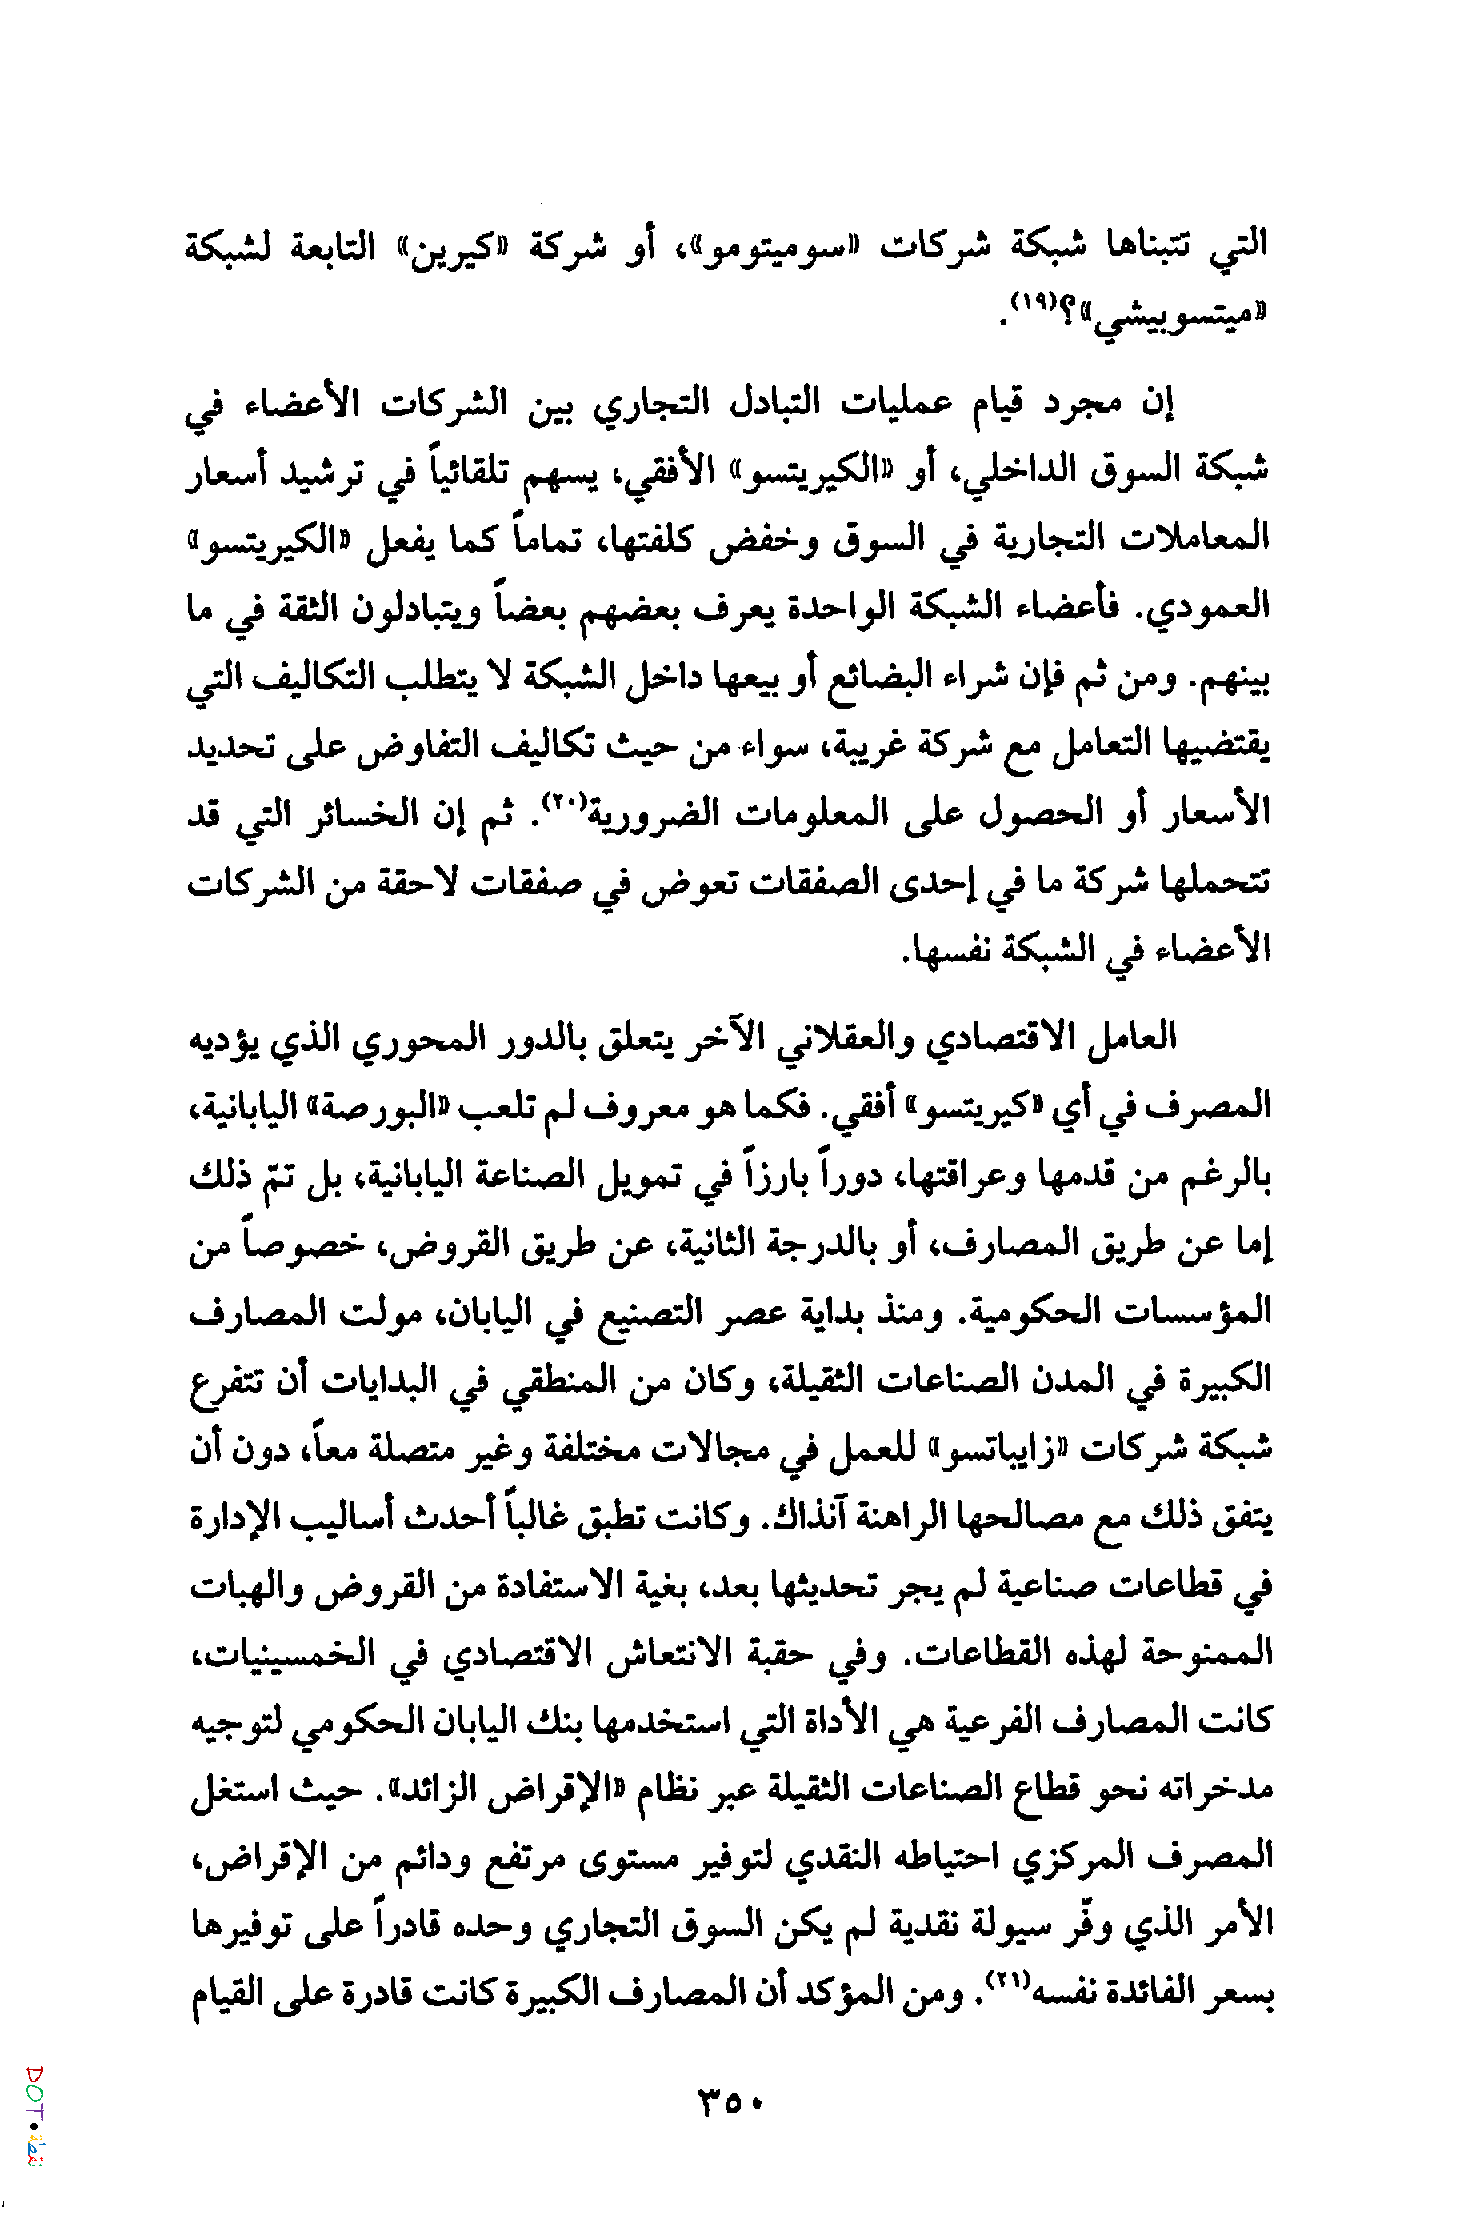 التي تتبناها شبكة شركات «سوميتومو»، أو شركة «كيرين» التابعة لشبكة
«ميتسوبيشي»؟(١٩).
إن مجرد قيام عمليات التبادل التجاري بين الشركات الأعضاء في
شبكة السوق الداخلي، أو «الكيريتسو» الأفقي، يسهم تلقائياً في ترشيد أسعار
المعاملات التجارية في السوق وخفض كلفتها، تماماً كما يفعل «الكيريتسو»
العمودي. فأعضاء الشبكة الواحدة يعرف بعضهم بعضاً ويتبادلون الثقة في ما
بينهم. ومن ثم فإن شراء البضائع أو بيعها داخل الشبكة لا يتطلب التكاليف التي
يقتضيها التعامل مع شركة غريبة، سواء من حيث تكاليف التفاوض على تحديد
الأسعار أو الحصول على المعلومات الضرورية(٢٠). ثم إن الخسائر التي قد
تتحملها شركة ما في إحدى الصفقات تعوض في صفقات لاحقة من الشركات
الأعضاء في الشبكة نفسها.
العامل الاقتصادي والعقلاني الآخر يتعلق بالدور المحوري الذي يؤديه
المصرف في أي «كيريتسو» أفقي. فكما هو معروف لم تلعب «البورصة» اليابانية،
بالرغم من قدمها وعراقتها، دوراً بارزاً في تمويل الصناعة اليابانية، بل تمّ ذلك
إما عن طريق المصارف، أو بالدرجة الثانية، عن طريق القروض، خصوصاً من
المؤسسات الحكومية. ومنذ بداية عصر التصنيع في اليابان، مولت المصارف
الكبيرة في المدن الصناعات الثقيلة، وكان من المنطقي في البدايات أن تتفرع
شبكة شركات «زايباتسو» للعمل في مجالات مختلفة وغير متصلة معاً، دون أن
يتفق ذلك مع مصالحها الراهنة آنذاك. وكانت تطبق غالباً أحدث أساليب الإدارة
في قطاعات صناعية لم يجر تحديثها بعد، بغية الاستفادة من القروض والهبات
الممنوحة لهذه القطاعات. وفي حقبة الانتعاش الاقتصادي في الخمسينيات،
كانت المصارف الفرعية هي الأداة التي استخدمها بنك اليابان الحكومي لتوجيه
مدخراته نحو قطاع الصناعات الثقيلة عبر نظام «الإقراض الزائد». حيث استغل
المصرف المركزي احتياطه النقدي لتوفير مستوى مرتفع ودائم من الإقراض،
الأمر الذي وفّر سيولة نقدية لم يكن السوق التجاري وحده قادراً على توفيرها
بسعر الفائدة نفسه(٢١). ومن المؤكد أن المصارف الكبيرة كانت قادرة على القيام
٣٥٠
DOT • نقطة